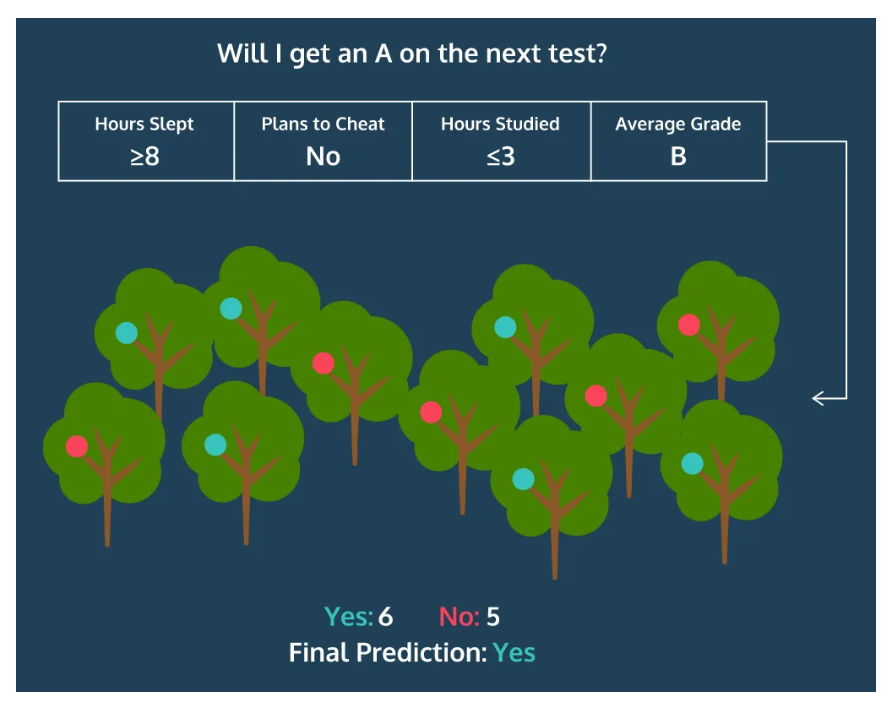 Will I get an A on the next test?
Hours Slept Plans to Cheat Hours Studied Average Grade
≥8 No ≤3 B
Yes: 6 No: 5
Final Prediction: Yes